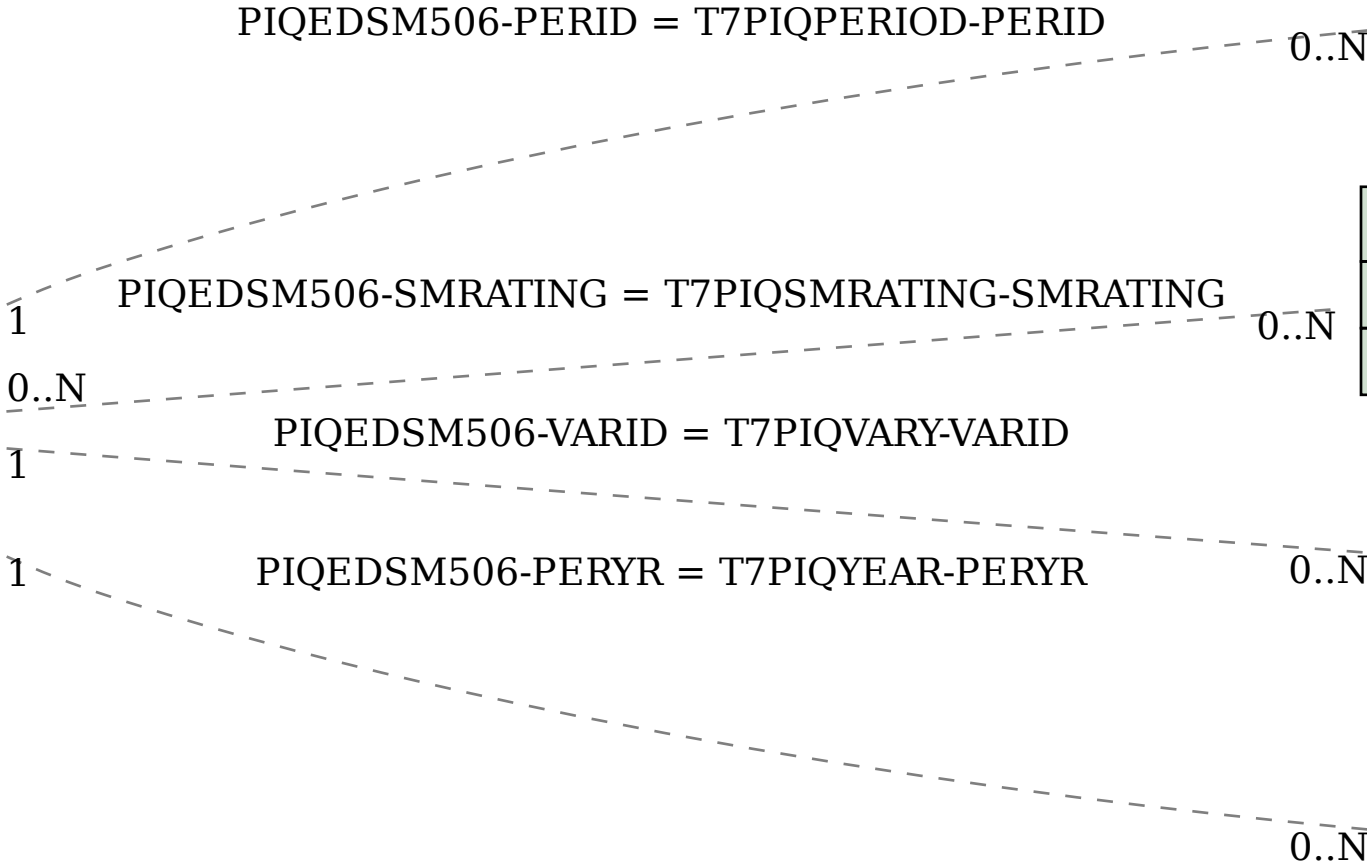 PIQEDSM506-PERID = T7PIQPERIOD-PERID
0..N
PIQEDSM506-SMRATING = T7PIQSMRATING-SMRATING
1
0..N
0..N
PIQEDSM506-VARID = T7PIQVARY-VARID
1
PIQEDSM506-PERYR = T7PIQYEAR-PERYR
1
0..N
0..N